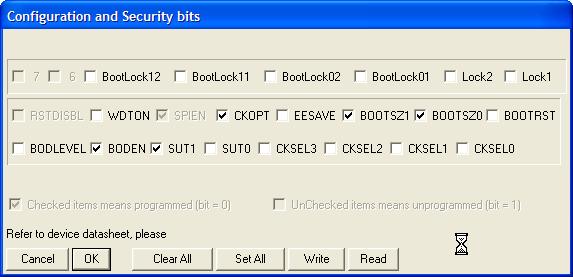 Configuration and Security bits
7 6 BootLock12 BootLock11 BootLock02 BootLock01 Lock2 Lock1
RSTDISBL WDTON SPIEN CKOPT EESAVE BOOTSZ1 BOOTSZ0 BOOTRST
BODLEVEL BODEN SUT1 SUT0 CKSEL3 CKSEL2 CKSEL1 CKSEL0
Checked items means programmed (bit = 0) UnChecked items means unprogrammed (bit = 1)
Refer to device datasheet, please
Cancel OK Clear All Set All Write Read